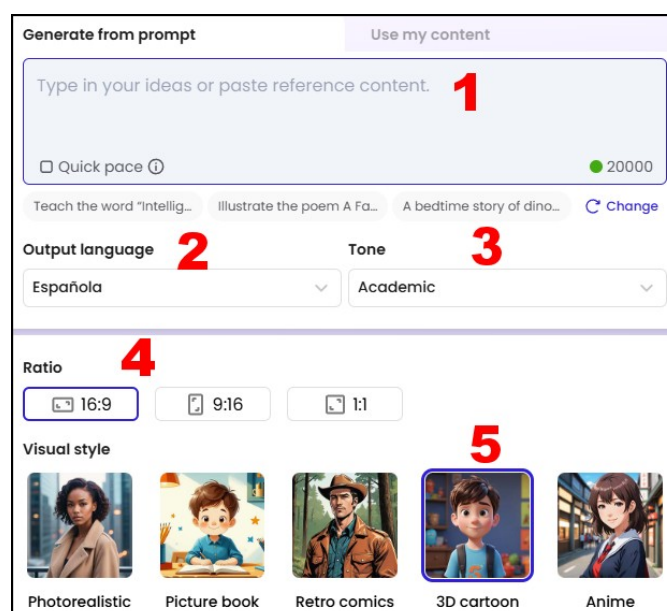 Generate from prompt
Use my content
Type in your ideas or paste reference content.
1
Quick pace
20000
Teach the word "Intellig...
Illustrate the poem A Fa...
A bedtime story of dino...
Change
Output language
2
Tone
3
Española
Academic
Ratio
4
16:9
9:16
1:1
Visual style
5
Photorealistic
Picture book
Retro comics
3D cartoon
Anime